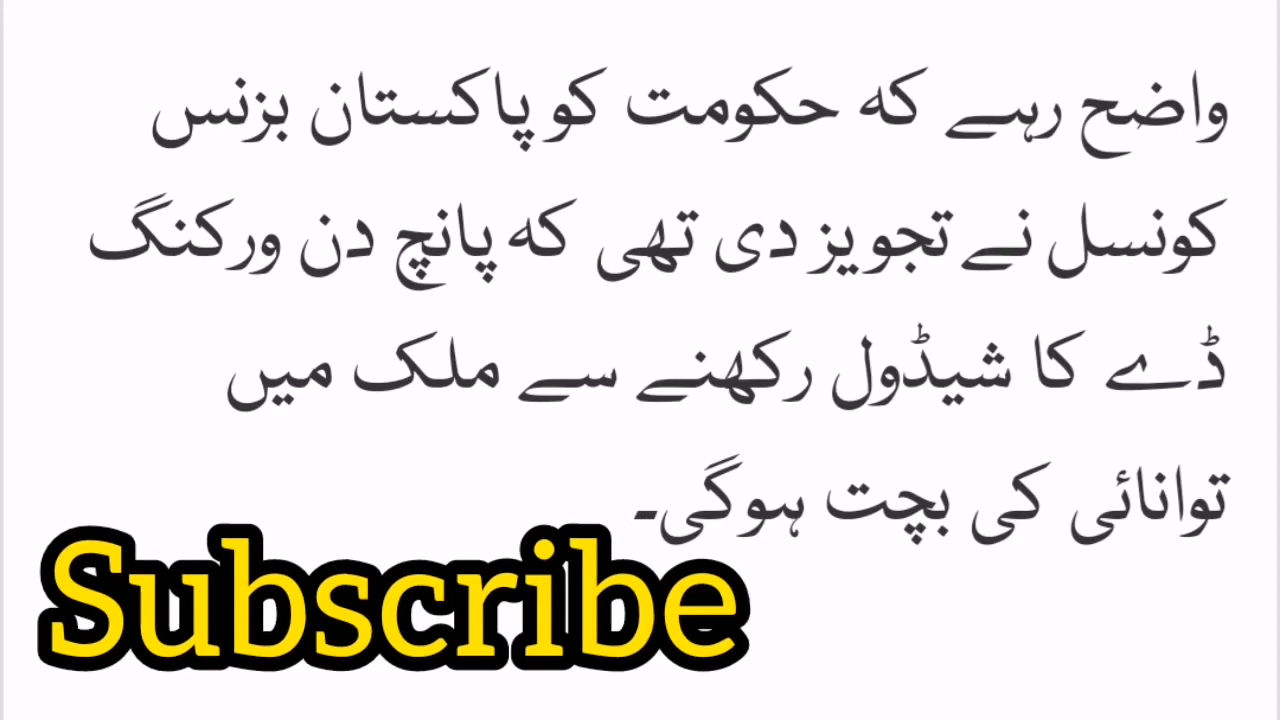 واضح رہے کہ حکومت کو پاکستان بزنس
کونسل نے تجویز دی تھی کہ پانچ دن ورکنگ
ڈے کا شیڈول رکھنے سے ملک میں
توانائی کی بچت ہوگی۔
Subscribe